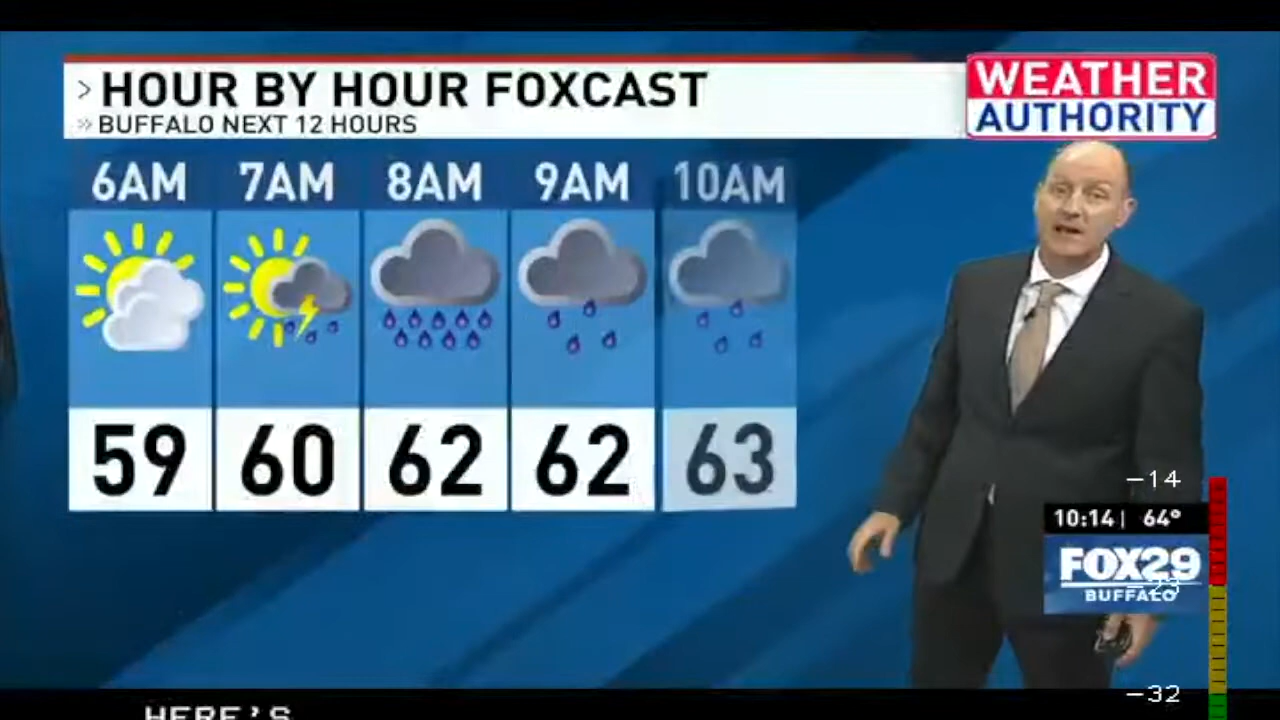 > HOUR BY HOUR FOXCAST
» BUFFALO NEXT 12 HOURS
WEATHER
AUTHORITY
6AM 7AM 8AM 9AM 10AM
59 60 62 62 63
-14
10:14| 64°
FOX29
-23
BUFFALO
-32
HERE'S